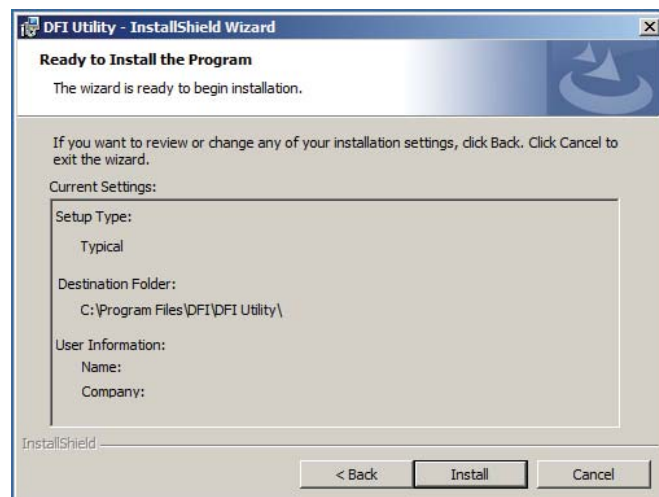 DFI Utility - InstallShield Wizard
Ready to Install the Program
The wizard is ready to begin installation.
If you want to review or change any of your installation settings, click Back. Click Cancel to
exit the wizard.
Current Settings:
Setup Type:
Typical
Destination Folder:
C:\Program Files\DFI\DFI Utility\
User Information:
Name:
Company:
InstallShield
< Back
Install
Cancel